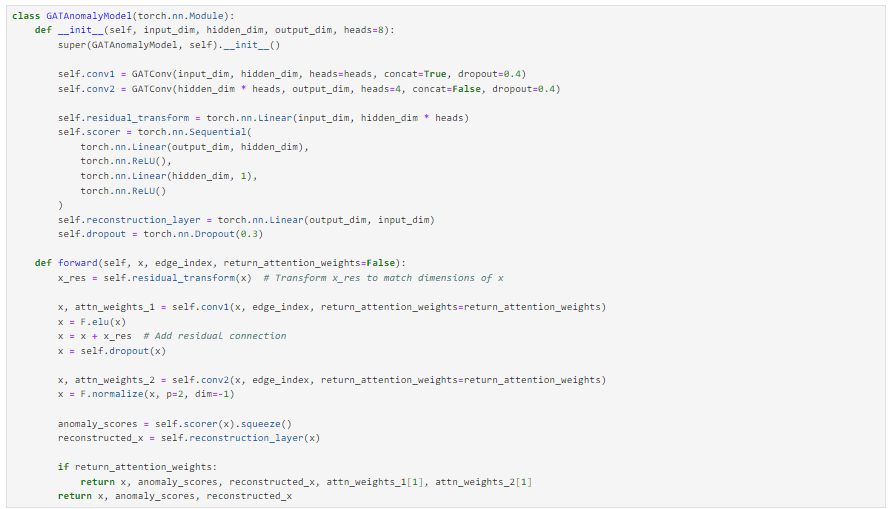 class GATAnomalyModel(torch.nn.Module):
    def __init__(self, input_dim, hidden_dim, output_dim, heads=8):
        super(GATAnomalyModel, self).__init__()

        self.conv1 = GATConv(input_dim, hidden_dim, heads=heads, concat=True, dropout=0.4)
        self.conv2 = GATConv(hidden_dim * heads, output_dim, heads=4, concat=False, dropout=0.4)

        self.residual_transform = torch.nn.Linear(input_dim, hidden_dim * heads)
        self.scorer = torch.nn.Sequential(
            torch.nn.Linear(output_dim, hidden_dim),
            torch.nn.ReLU(),
            torch.nn.Linear(hidden_dim, 1),
            torch.nn.ReLU()
        )
        self.reconstruction_layer = torch.nn.Linear(output_dim, input_dim)
        self.dropout = torch.nn.Dropout(0.3)

    def forward(self, x, edge_index, return_attention_weights=False):
        x_res = self.residual_transform(x)  # Transform x_res to match dimensions of x

        x, attn_weights_1 = self.conv1(x, edge_index, return_attention_weights=return_attention_weights)
        x = F.elu(x)
        x = x + x_res  # Add residual connection
        x = self.dropout(x)

        x, attn_weights_2 = self.conv2(x, edge_index, return_attention_weights=return_attention_weights)
        x = F.normalize(x, p=2, dim=-1)

        anomaly_scores = self.scorer(x).squeeze()
        reconstructed_x = self.reconstruction_layer(x)

        if return_attention_weights:
            return x, anomaly_scores, reconstructed_x, attn_weights_1[1], attn_weights_2[1]
        return x, anomaly_scores, reconstructed_x